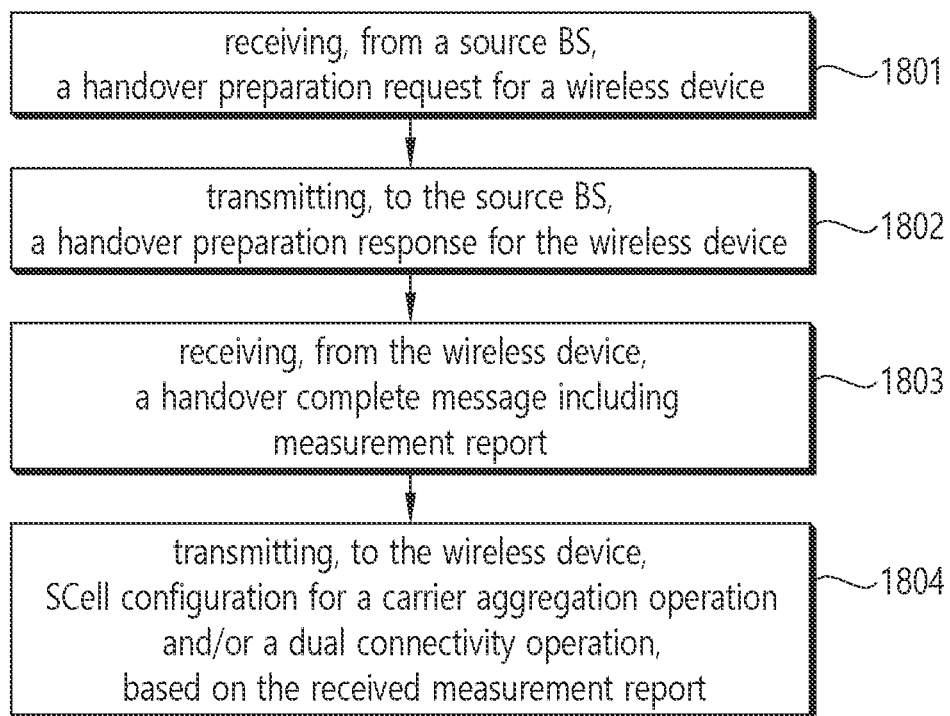 receiving, from a source BS,
a handover preparation request for a wireless device
1801
transmitting, to the source BS,
a handover preparation response for the wireless device
1802
receiving, from the wireless device,
a handover complete message including
measurement report
1803
transmitting, to the wireless device,
SCell configuration for a carrier aggregation operation
and/or a dual connectivity operation,
based on the received measurement report
1804